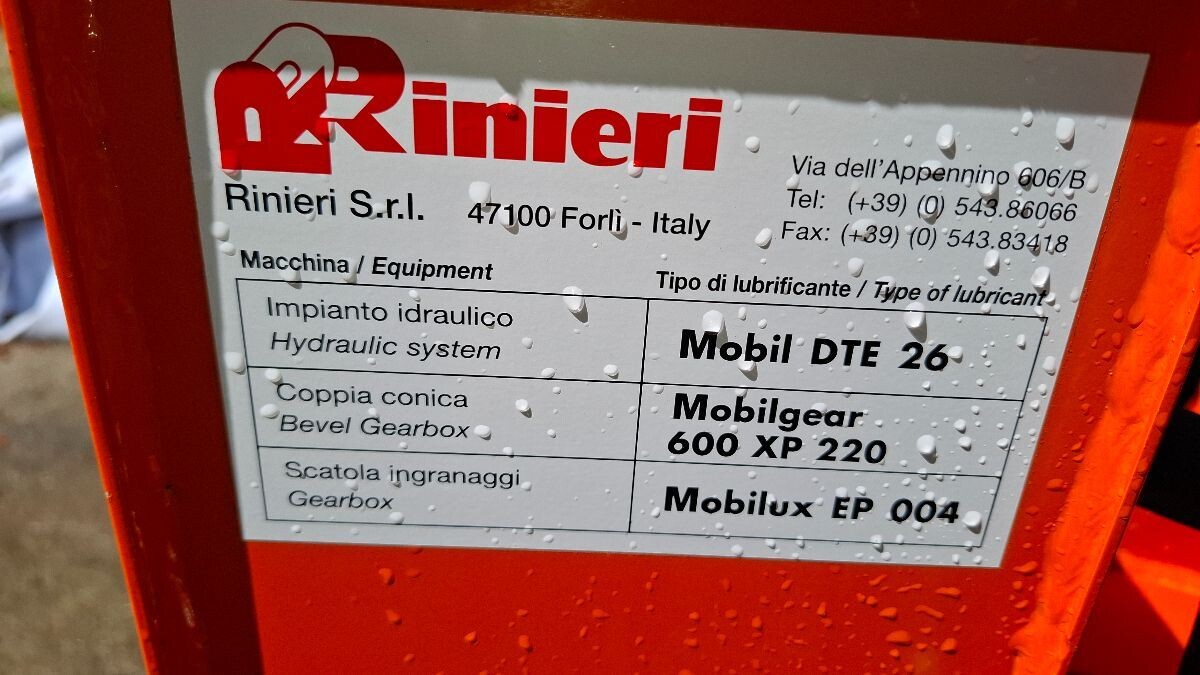 Rinieri
Rinieri S.r.l. 47100 Forlì - Italy
Via dell'Appennino 606/B
Tel: (+39) (0) 543.86066
Fax: (+39) (0) 543.83418
Macchina / Equipment
Tipo di lubrificante / Type of lubricant
Impianto idraulico
Hydraulic system
Mobil DTE 26
Coppia conica
Bevel Gearbox
Mobilgear
600 XP 220
Scatola ingranaggi
Gearbox
Mobilux EP 004